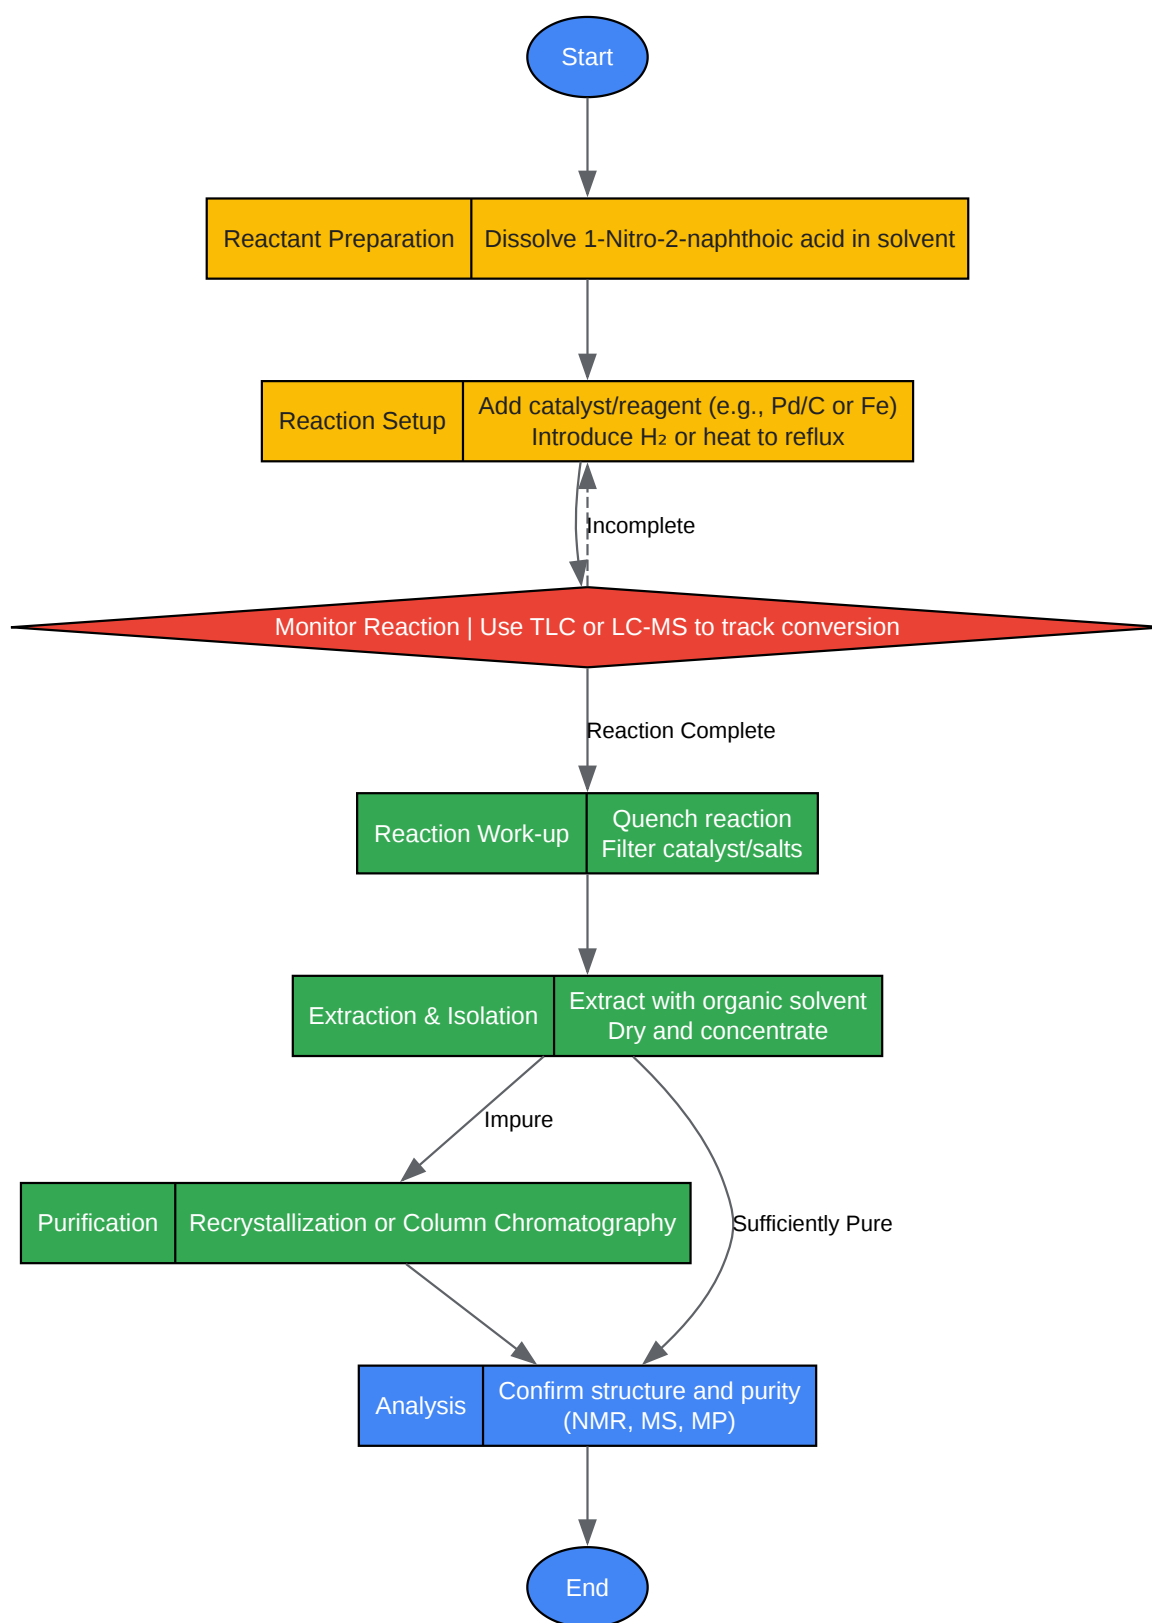 Start
Reactant Preparation
Dissolve 1-Nitro-2-naphthoic acid in solvent
Reaction Setup
Add catalyst/reagent (e.g., Pd/C or Fe)
Introduce H₂ or heat to reflux
Incomplete
Monitor Reaction | Use TLC or LC-MS to track conversion
Reaction Complete
Reaction Work-up
Quench reaction
Filter catalyst/salts
Extraction & Isolation
Extract with organic solvent
Dry and concentrate
Impure
Purification
Recrystallization or Column Chromatography
Sufficiently Pure
Analysis
Confirm structure and purity
(NMR, MS, MP)
End